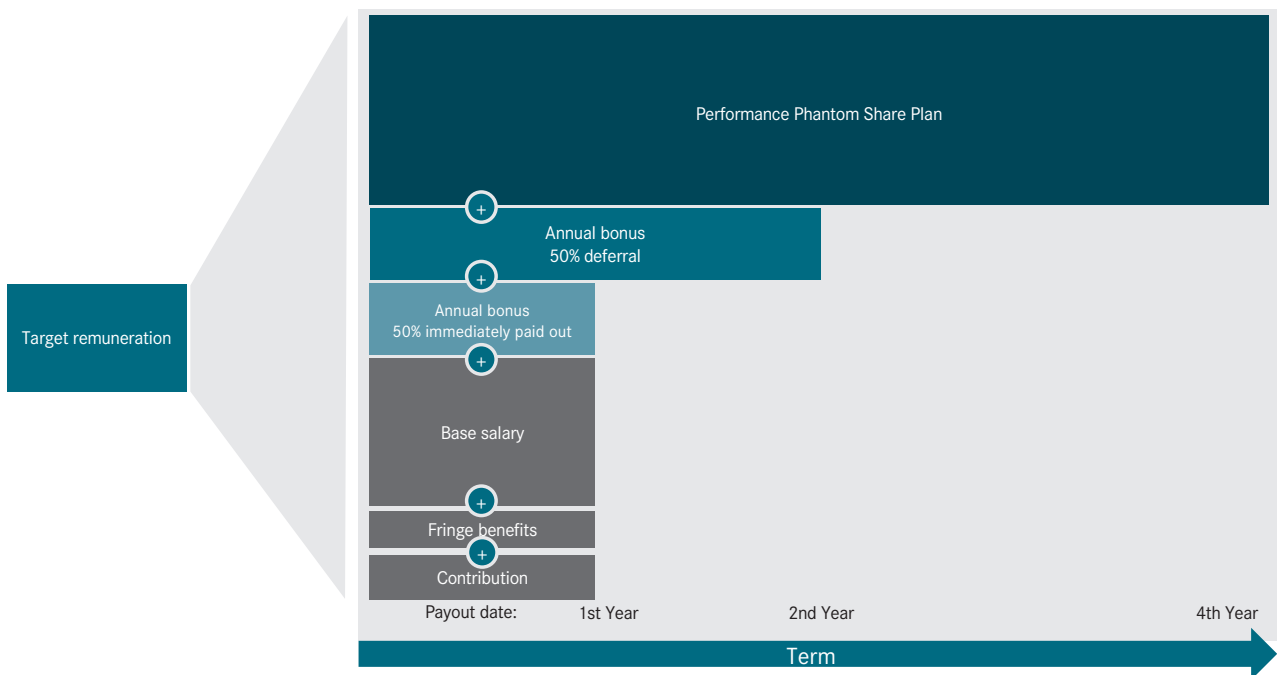 Performance Phantom Share Plan
+
Annual bonus
50% deferral
+
Annual bonus
50% immediately paid out
Target remuneration
+
Base salary
+
Fringe benefits
+
Contribution
Payout date: 1st Year 2nd Year 4th Year
Term